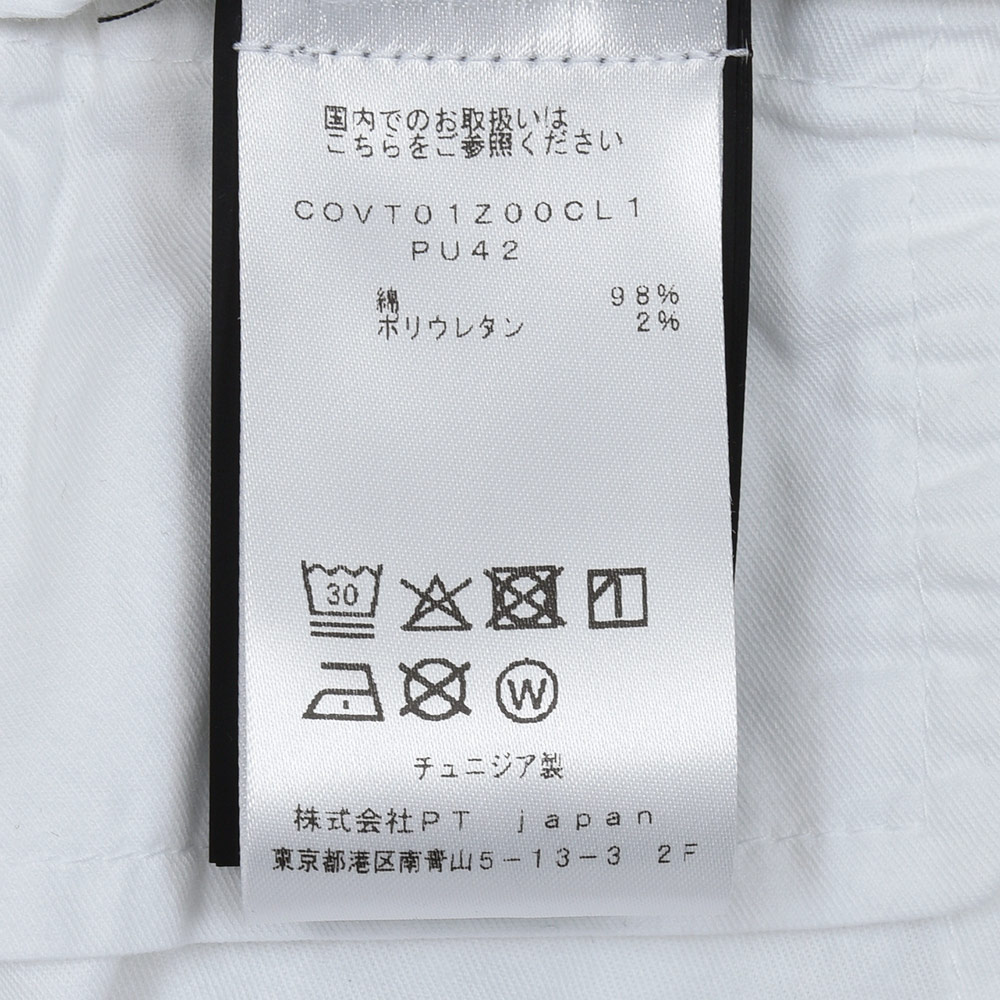 国内でのお取扱いは
こちらをご参照ください
COVT01Z00CL1
PU42
綿 98%
ポリウレタン 2%
30
W
チュニジア製
株式会社PT japan
東京都港区南青山5-13-3 2F